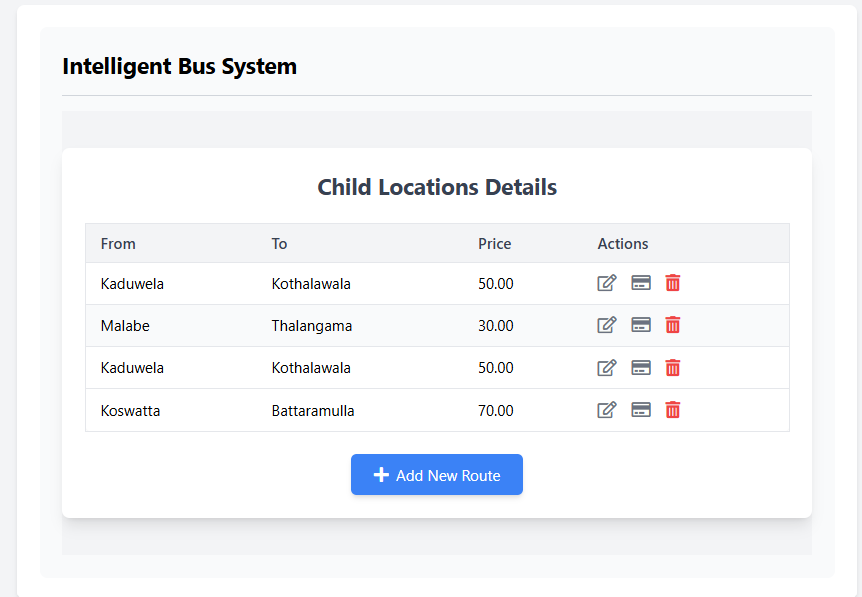 Intelligent Bus System
Child Locations Details
From To Price Actions
Kaduwela Kothalawala 50.00
Malabe Thalangama 30.00
Kaduwela Kothalawala 50.00
Koswatta Battaramulla 70.00
Add New Route